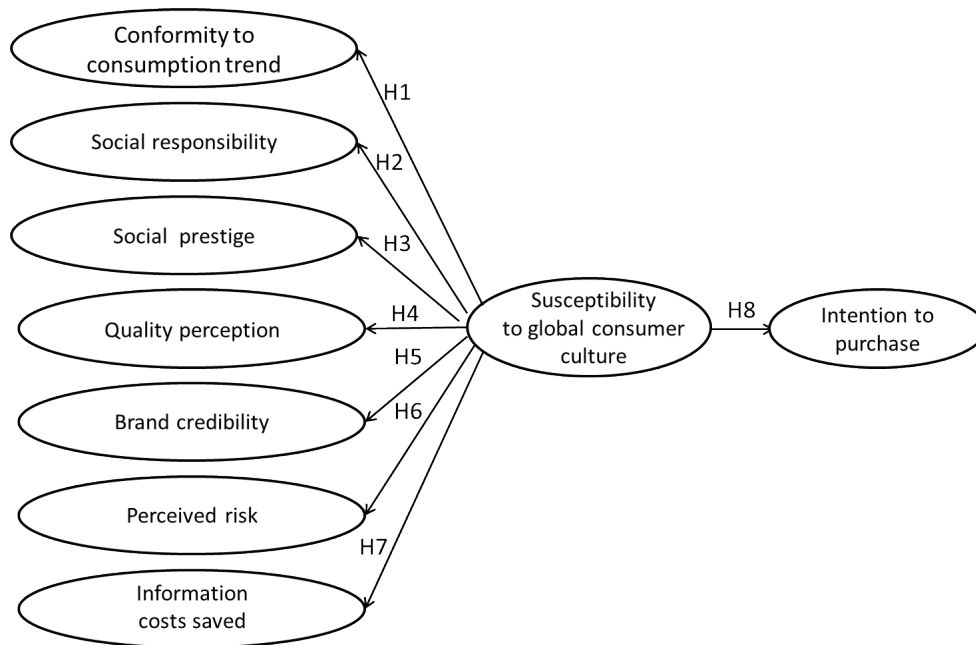 Conformity to
consumption trend
H1
Social responsibility
H2
Social prestige
H3
Quality perception
H4
Susceptibility
to global consumer
culture
H8
Intention to
purchase
H5
Brand credibility
H6
Perceived risk
H7
Information
costs saved